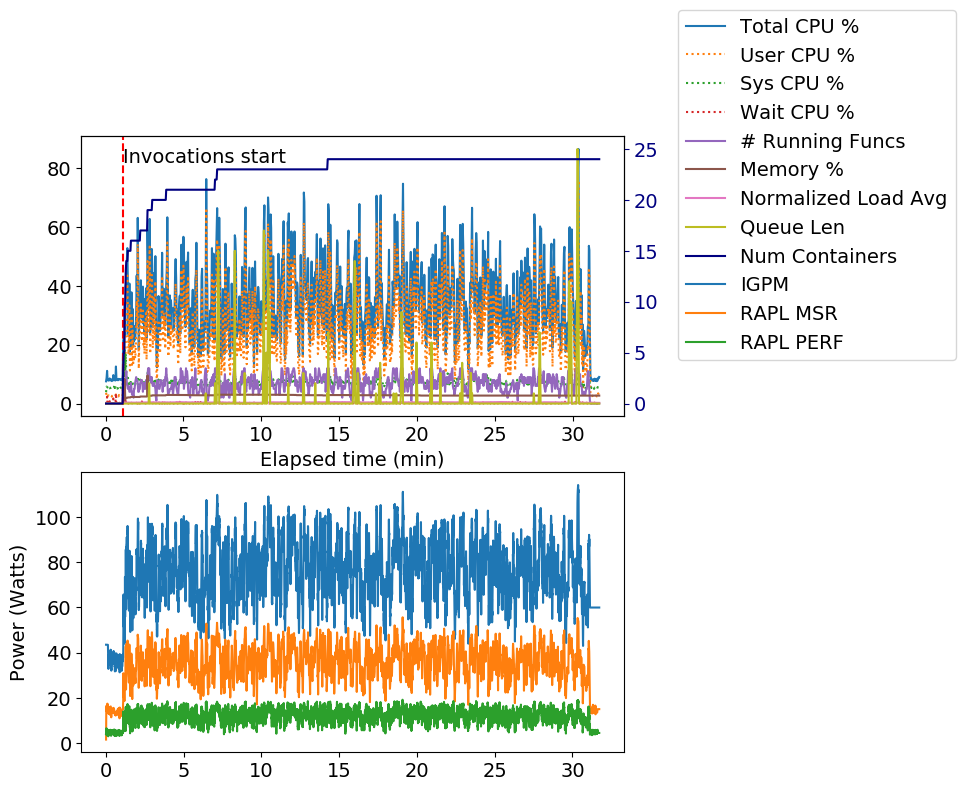 Total CPU %
User CPU %
Sys CPU %
Wait CPU %
# Running Funcs
Memory %
Normalized Load Avg
Queue Len
Num Containers
IGPM
RAPL MSR
RAPL PERF
Invocations start
80
60
40
20
0
25
20
15
10
5
0
0 5 10 15 20 25 30
Elapsed time (min)
Power (Watts)
100
80
60
40
20
0
0 5 10 15 20 25 30